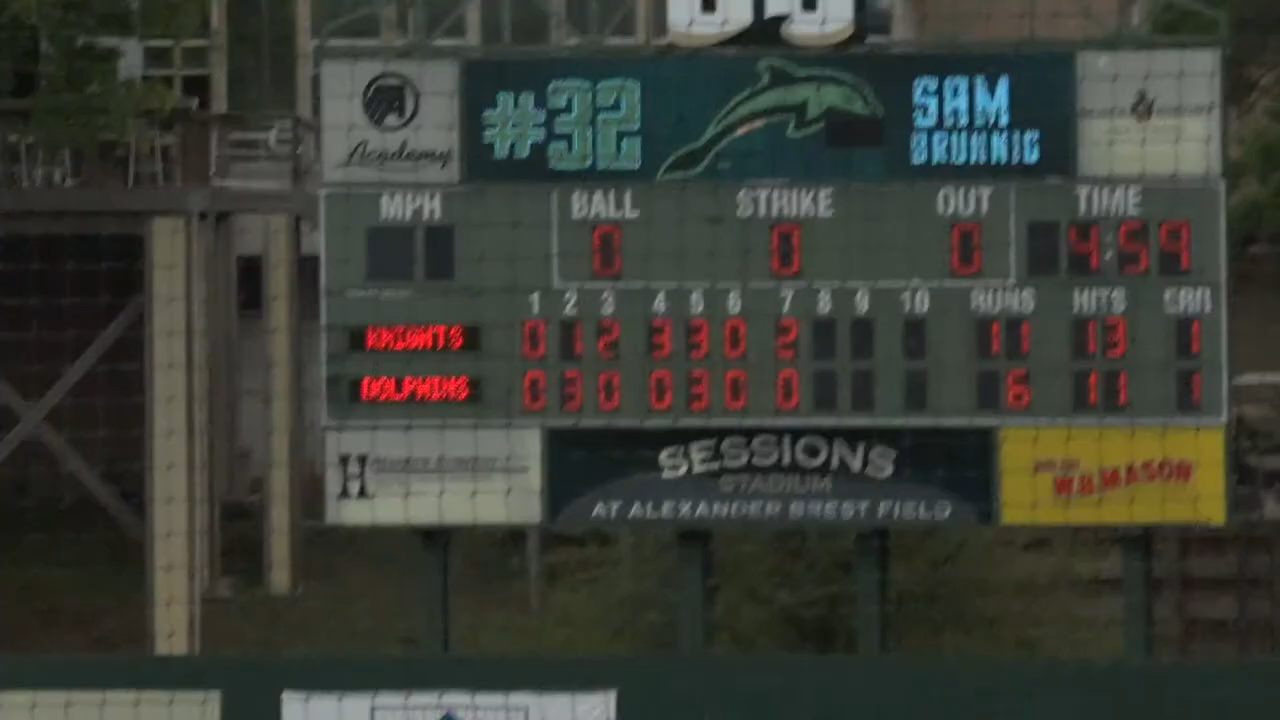 Academy
#32
SAM
BRUNNIG
MPH BALL STRIKE OUT TIME
0 0 0 4:59
1 2 3 4 5 6 7 8 9 10 RUNS HITS ERR
KNIGHTS 0 1 2 3 3 0 2 11 13 1
DOLPHINS 0 3 0 0 3 0 0 6 11 1
H
SESSIONS
STADIUM
AT ALEXANDER BREST FIELD
W.W.GAY